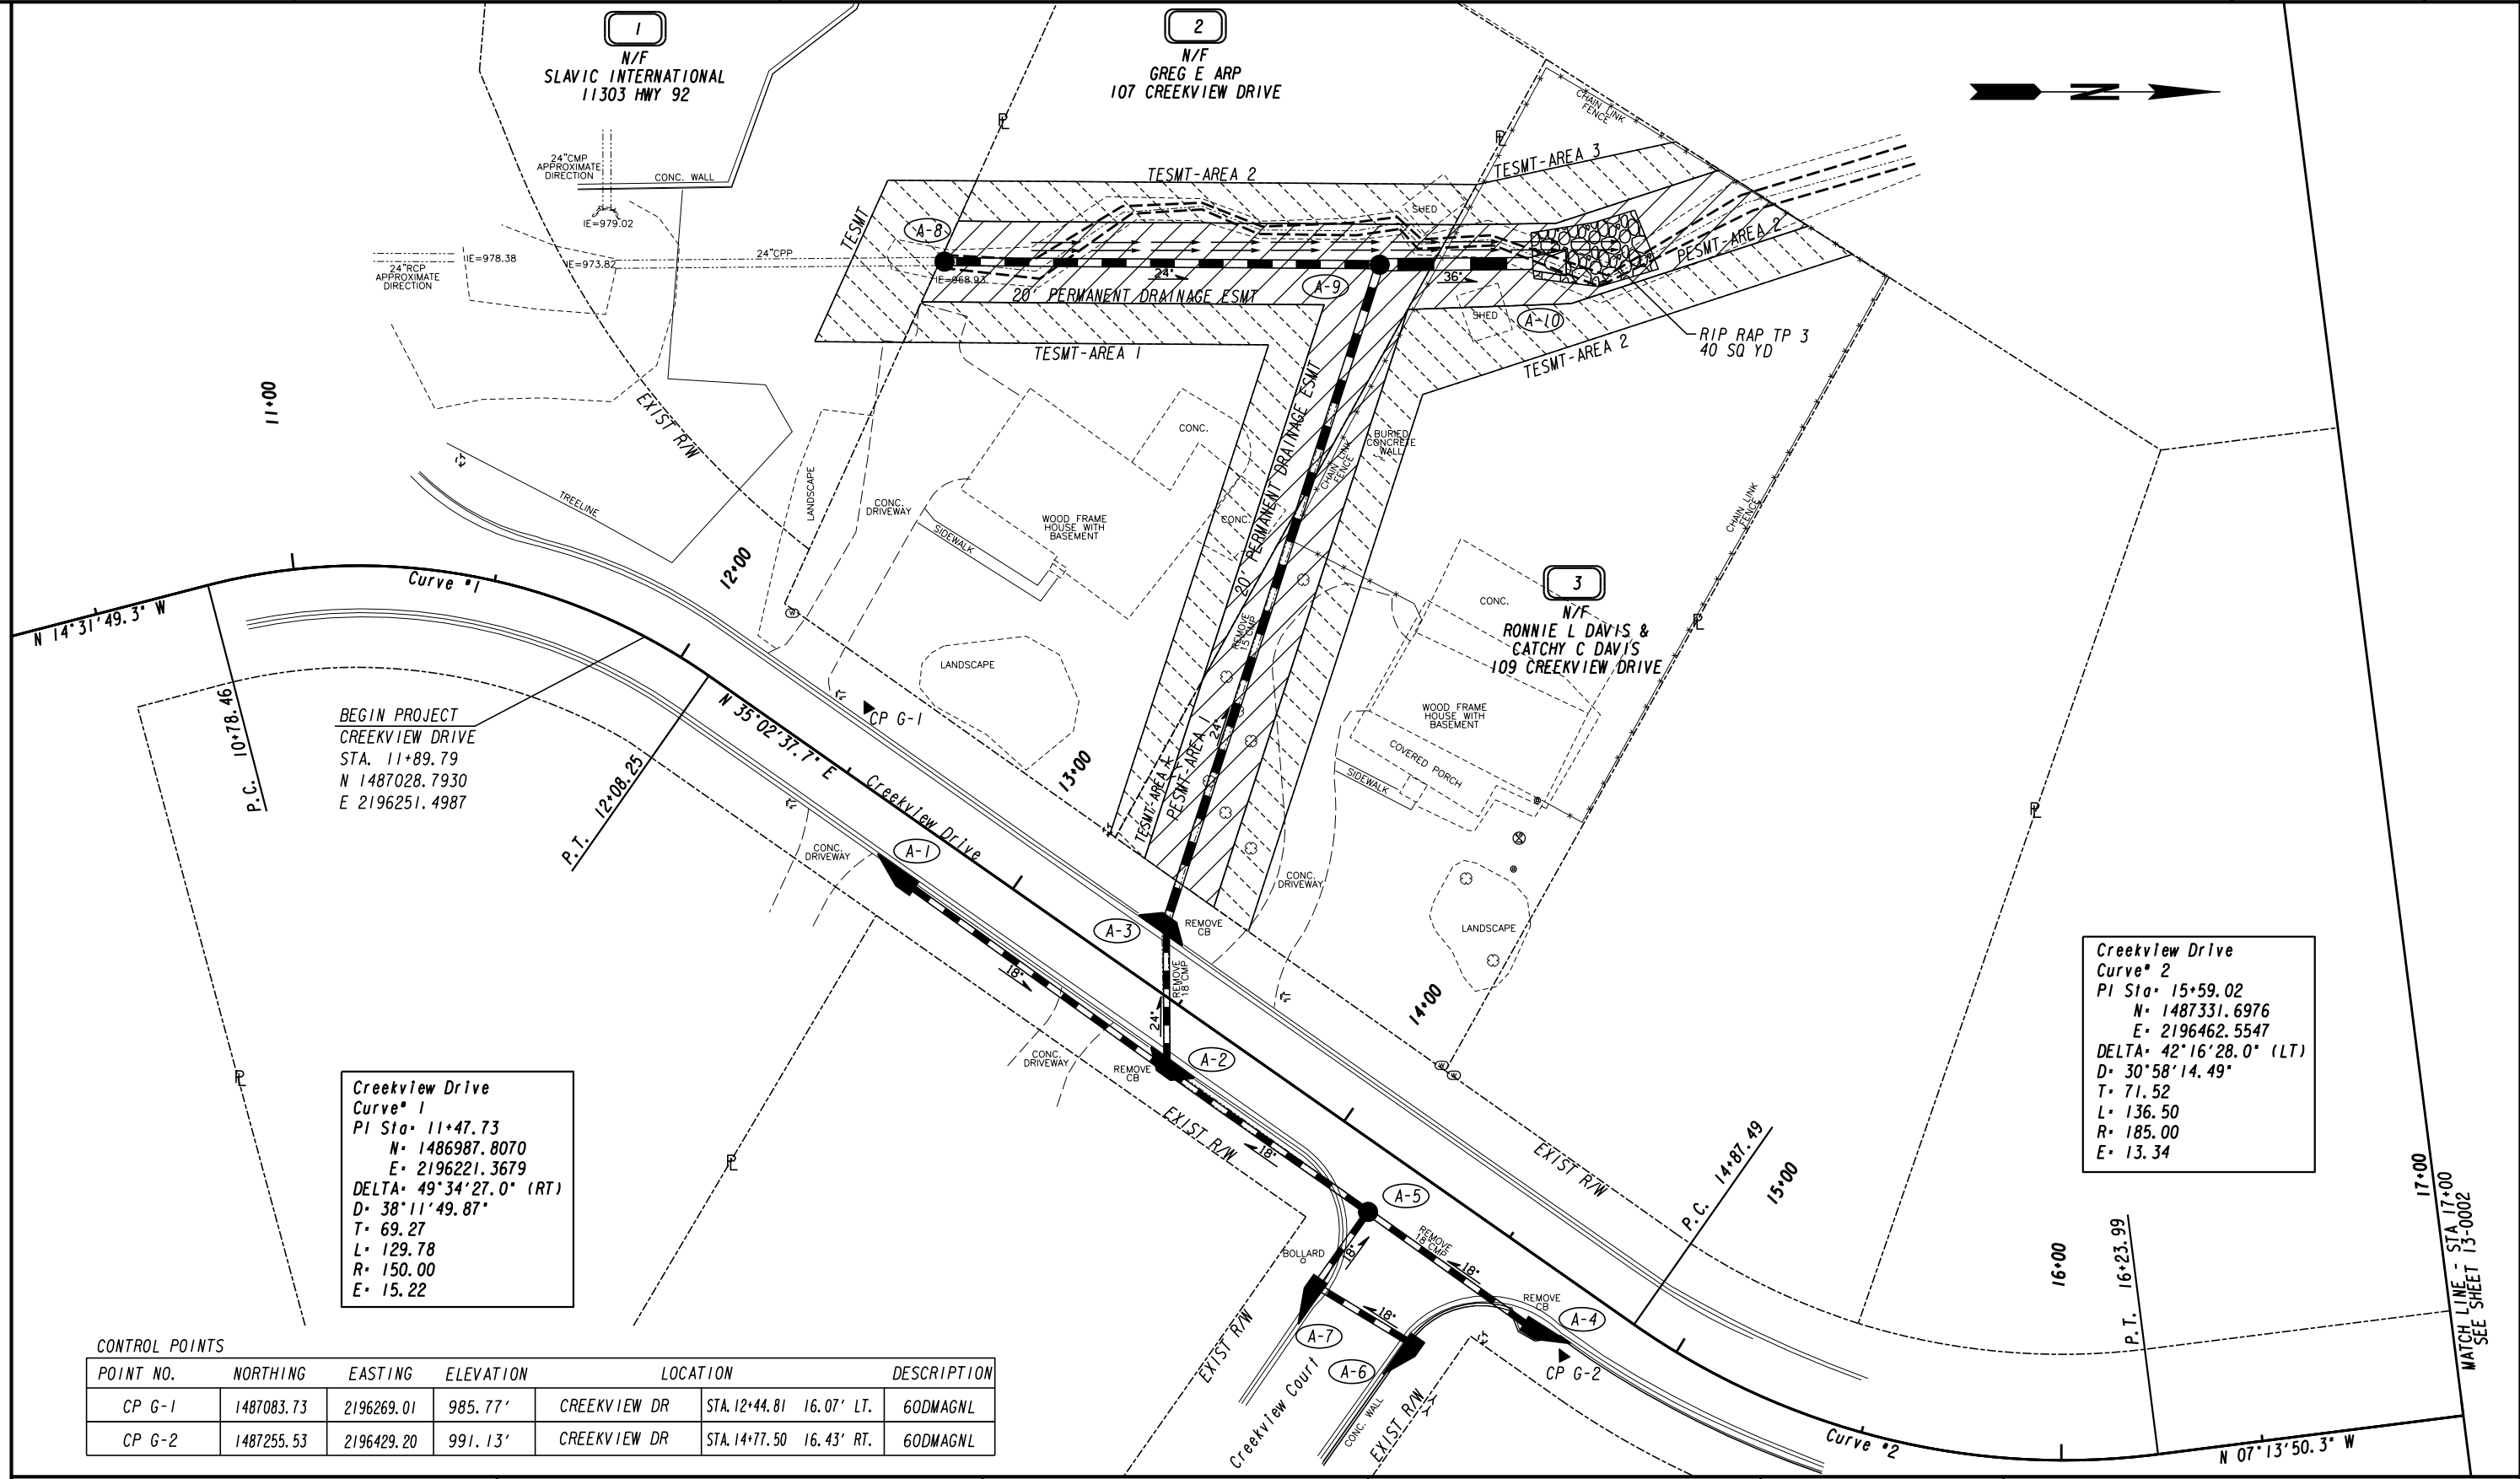 1
N/F
SLAVIC INTERNATIONAL
11303 HWY 92
2
N/F
GREG E ARP
107 CREEKVIEW DRIVE
N
24"CMP
APPROXIMATE
DIRECTION
CONC. WALL
IE=979.02
IE=978.38
24"RCP
APPROXIMATE
DIRECTION
IE=973.82
24"CPP
IE=968.93
TESMT
A-8
TESMT-AREA 2
TESMT-AREA 3
CHAIN LINK
FENCE
SHED
PESMT-AREA 2
24"
A-9
36"
20' PERMANENT DRAINAGE ESMT
TESMT-AREA 1
SHED
A-10
TESMT-AREA 2
RIP RAP TP 3
40 SQ YD
11+00
EXIST R/W
TREELINE
LANDSCAPE
CONC.
DRIVEWAY
SIDEWALK
WOOD FRAME
HOUSE WITH
BASEMENT
CONC.
CONC.
20' PERMANENT DRAINAGE ESMT
CHAIN LINK
FENCE
BURIED
CONCRETE
WALL
CHAIN LINK
FENCE
12+00
REMOVE
15 CMP
LANDSCAPE
CONC.
3
N/F
RONNIE L DAVIS &
CATCHY C DAVIS
109 CREEKVIEW DRIVE
WOOD FRAME
HOUSE WITH
BASEMENT
COVERED PORCH
SIDEWALK
N 14°31'49.3" W
Curve #1
P.C. 10+78.46
BEGIN PROJECT
CREEKVIEW DRIVE
STA. 11+89.79
N 1487028.7930
E 2196251.4987
P.T. 12+08.25
N 35°02'37.7" E
Creekview Drive
CP G-1
13+00
24"
PESMT-AREA 1
CONC.
DRIVEWAY
A-1
CONC.
DRIVEWAY
LANDSCAPE
A-3
REMOVE
CB
REMOVE
18 CMP
18"
24"
14+00
CONC.
DRIVEWAY
REMOVE
CB
A-2
EXIST R/W
18"
EXIST R/W
A-5
P.C. 14+87.49
15+00
BOLLARD
18"
REMOVE
18 CMP
18"
REMOVE
CB
A-4
18"
A-7
A-6
CP G-2
EXIST R/W
Creekview Court
CONC. WALL
EXIST R/W
16+00
P.T. 16+23.99
17+00
MATCH LINE - STA 17+00
SEE SHEET 13-0002
Curve #2
N 07°13'50.3" W
Creekview Drive
Curve# 1
PI Sta= 11+47.73
N= 1486987.8070
E= 2196221.3679
DELTA= 49°34'27.0" (RT)
D= 38°11'49.87"
T= 69.27
L= 129.78
R= 150.00
E= 15.22
Creekview Drive
Curve# 2
PI Sta= 15+59.02
N= 1487331.6976
E= 2196462.5547
DELTA= 42°16'28.0" (LT)
D= 30°58'14.49"
T= 71.52
L= 136.50
R= 185.00
E= 13.34
CONTROL POINTS
POINT NO. NORTHING EASTING ELEVATION LOCATION DESCRIPTION
CP G-1 1487083.73 2196269.01 985.77' CREEKVIEW DR STA.12+44.81 16.07' LT. 60DMAGNL
CP G-2 1487255.53 2196429.20 991.13' CREEKVIEW DR STA.14+77.50 16.43' RT. 60DMAGNL